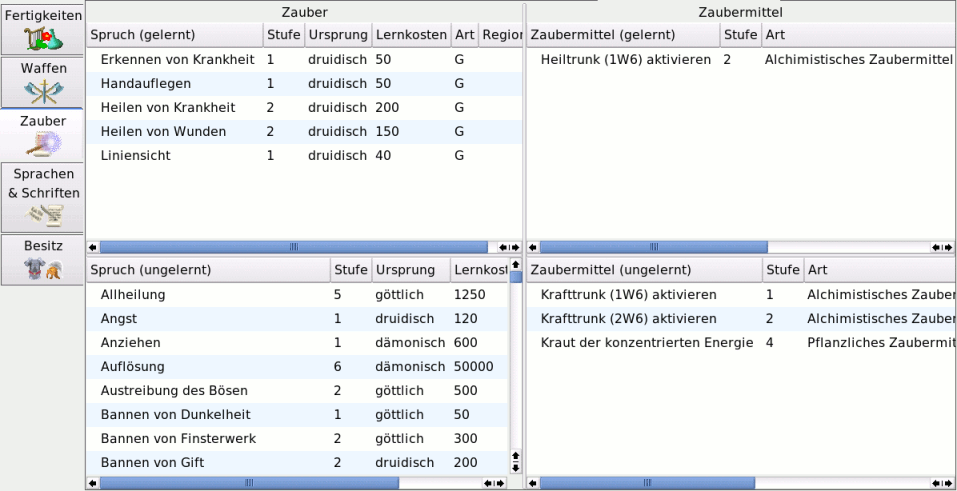 Fertigkeiten
Waffen
Zauber
Sprachen
& Schriften
Besitz
Zauber
Spruch (gelernt) Stufe Ursprung Lernkosten Art Region
Erkennen von Krankheit 1 druidisch 50 G
Handauflegen 1 druidisch 50 G
Heilen von Krankheit 2 druidisch 200 G
Heilen von Wunden 2 druidisch 150 G
Liniensicht 1 druidisch 40 G
Zaubermittel
Zaubermittel (gelernt) Stufe Art
Heiltrunk (1W6) aktivieren 2 Alchimistisches Zaubermittel
Spruch (ungelernt) Stufe Ursprung Lernkost
Allheilung 5 göttlich 1250
Angst 1 druidisch 120
Anziehen 1 dämonisch 600
Auflösung 6 dämonisch 50000
Austreibung des Bösen 2 göttlich 500
Bannen von Dunkelheit 1 göttlich 50
Bannen von Finsterwerk 2 göttlich 300
Bannen von Gift 2 druidisch 200
Zaubermittel (ungelernt) Stufe Art
Krafttrunk (1W6) aktivieren 1 Alchimistisches Zauber
Krafttrunk (2W6) aktivieren 2 Alchimistisches Zauber
Kraut der konzentrierten Energie 4 Pflanzliches Zaubermit